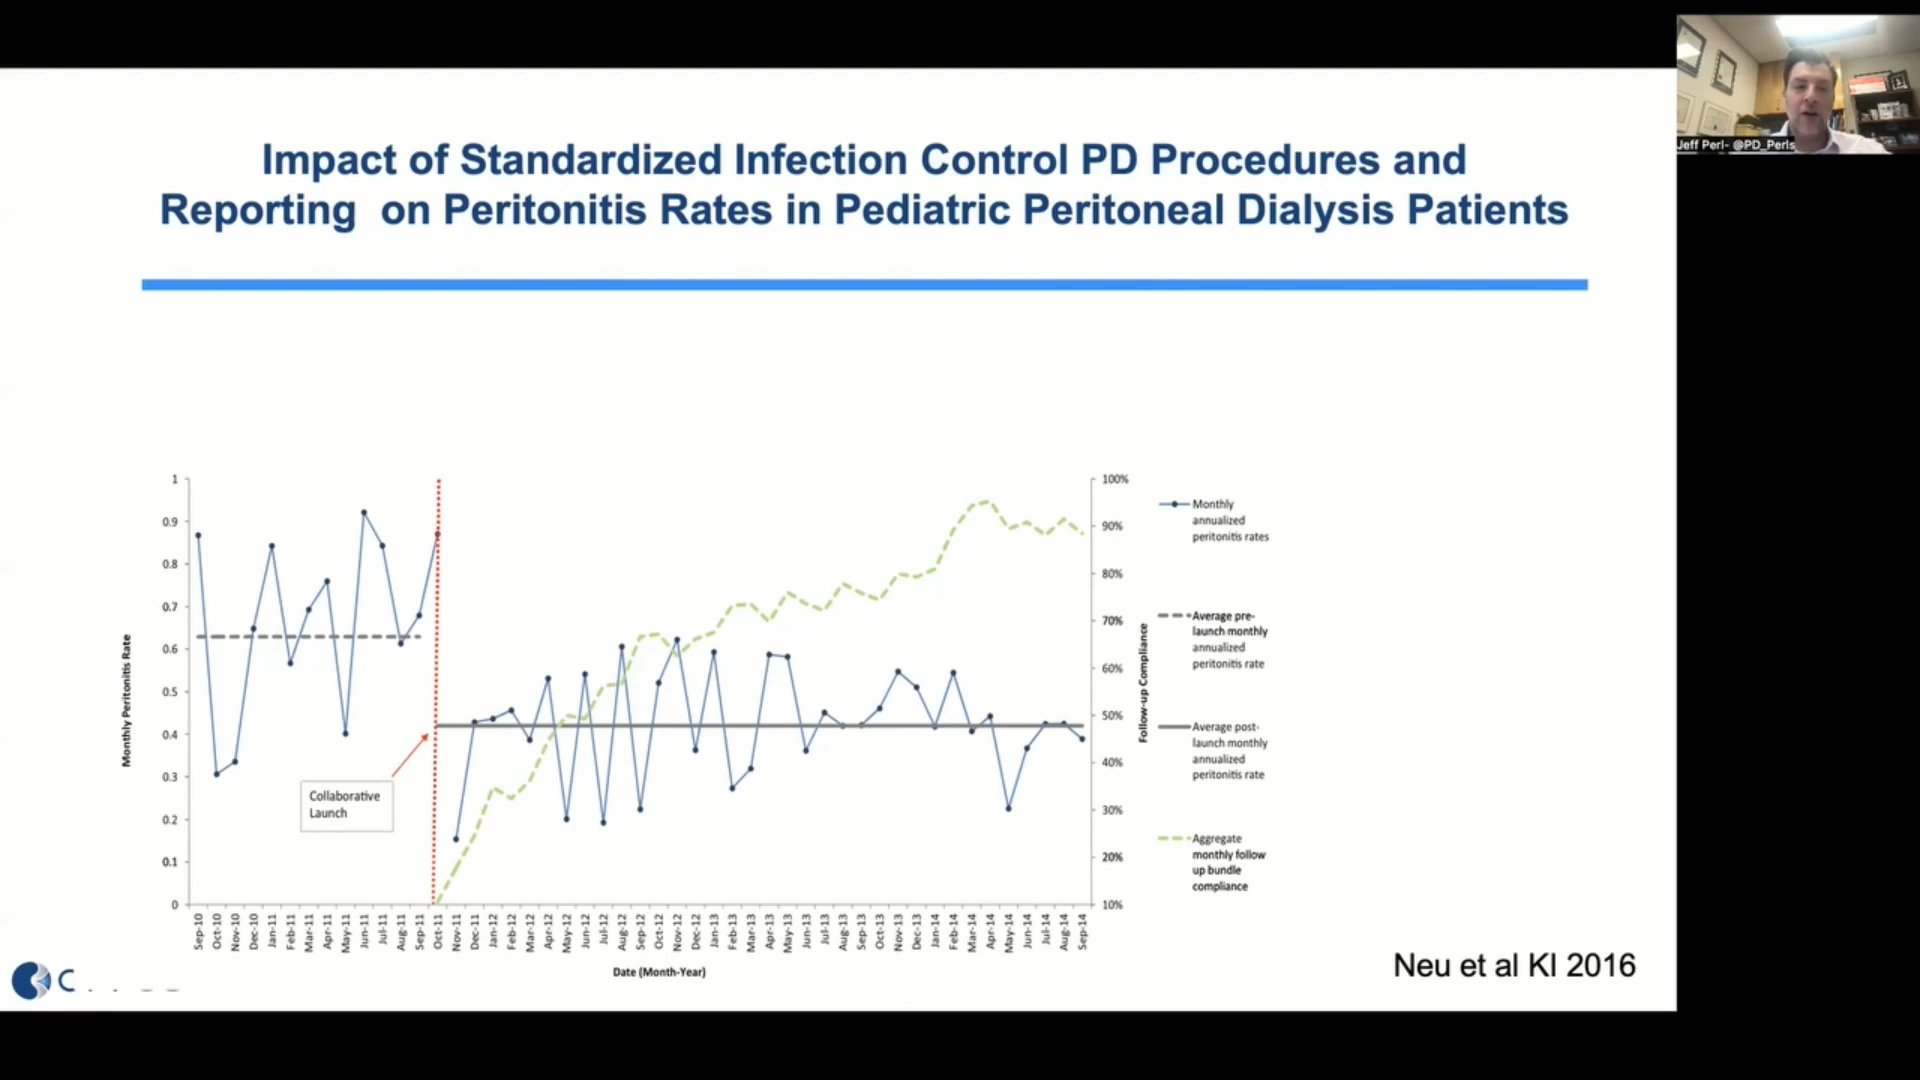 Impact of Standardized Infection Control PD Procedures and
Reporting on Peritonitis Rates in Pediatric Peritoneal Dialysis Patients
Jeff Perl- @PD_Perls
Monthly Peritonitis Rate
1
0.9
0.8
0.7
0.6
0.5
0.4
0.3
0.2
0.1
0
Collaborative
Launch
100%
90%
80%
70%
60%
50%
40%
30%
20%
10%
Follow-up Compliance
Monthly
annualized
peritonitis rates
Average pre-
launch monthly
annualized
peritonitis rate
Average post-
launch monthly
annualized
peritonitis rate
Aggregate
monthly follow
up bundle
compliance
Sep-10
Oct-10
Nov-10
Dec-10
Jan-11
Feb-11
Mar-11
Apr-11
May-11
Jun-11
Jul-11
Aug-11
Sep-11
Oct-11
Nov-11
Dec-11
Jan-12
Feb-12
Mar-12
Apr-12
May-12
Jun-12
Jul-12
Aug-12
Sep-12
Oct-12
Nov-12
Dec-12
Jan-13
Feb-13
Mar-13
Apr-13
May-13
Jun-13
Jul-13
Aug-13
Sep-13
Oct-13
Nov-13
Dec-13
Jan-14
Feb-14
Mar-14
Apr-14
May-14
Jun-14
Jul-14
Aug-14
Sep-14
Date (Month-Year)
Neu et al KI 2016